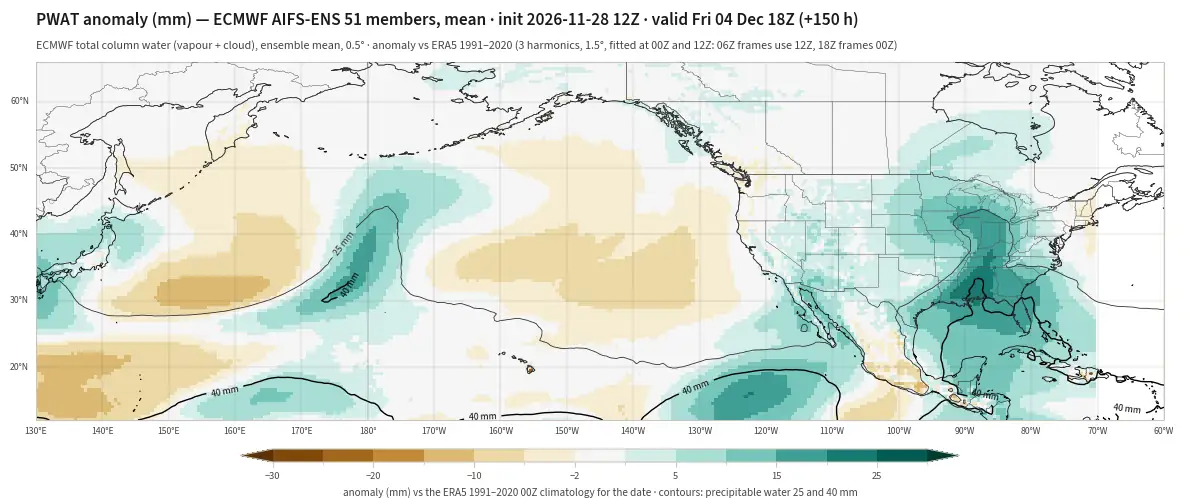 PWAT anomaly (mm) — ECMWF AIFS-ENS 51 members, mean · init 2026-11-28 12Z · valid Fri 04 Dec 18Z (+150 h)
ECMWF total column water (vapour + cloud), ensemble mean, 0.5° · anomaly vs ERA5 1991–2020 (3 harmonics, 1.5°, fitted at 00Z and 12Z: 06Z frames use 12Z, 18Z frames 00Z)
60°N
50°N
40°N
30°N
20°N
25 mm
40 mm
40 mm
40 mm
40 mm
40 mm
40 mm
130°E 140°E 150°E 160°E 170°E 180° 170°W 160°W 150°W 140°W 130°W 120°W 110°W 100°W 90°W 80°W 70°W 60°W
−30 −20 −10 −2 5 15 25
anomaly (mm) vs the ERA5 1991–2020 00Z climatology for the date · contours: precipitable water 25 and 40 mm